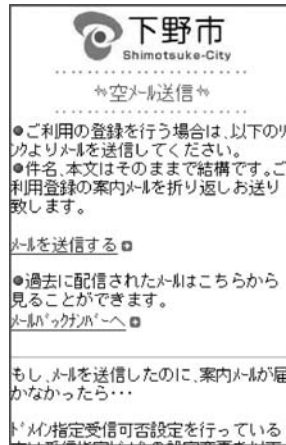 下野市
Shimotsuke-City
空ﾒｰﾙ送信
●ご利用の登録を行う場合は､以下のﾘ
ﾝｸよりﾒｰﾙを送信してください。
●件名､本文はそのままで結構です。ご
利用登録の案内ﾒｰﾙを折り返しお送り
致します。
ﾒｰﾙを送信する
●過去に配信されたﾒｰﾙはこちらから
見ることができます。
ﾒｰﾙﾊﾞｯｸﾅﾝﾊﾞｰへ
もし､ﾒｰﾙを送信したのに､案内ﾒｰﾙが届
かなかったら･･･
ﾄﾞﾒｲﾝ指定受信可否設定を行っている